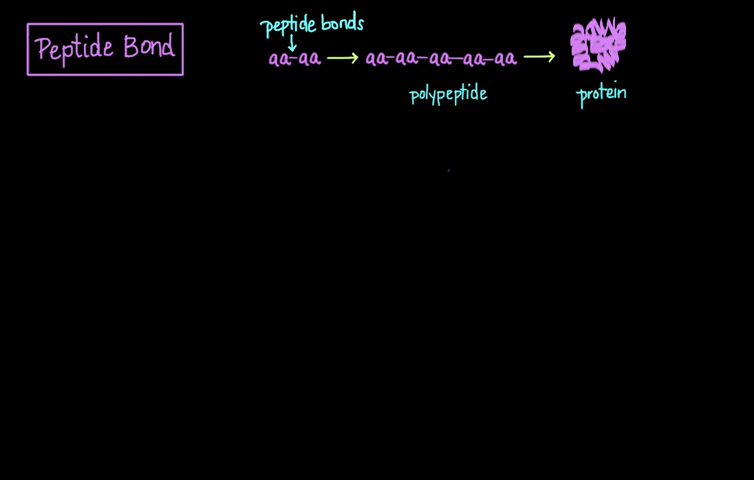 Peptide Bond
peptide bonds
aa-aa → aa-aa-aa-aa-aa →
polypeptide
protein